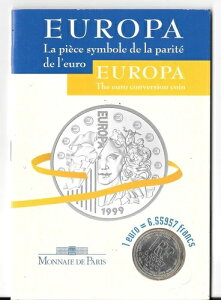 EUROPA
La pièce symbole de la parité
de l'euro
EUROPA
The euro conversion coin
EUROPA
1999
1 euro = 6,55957 francs
MONNAIE DE PARIS